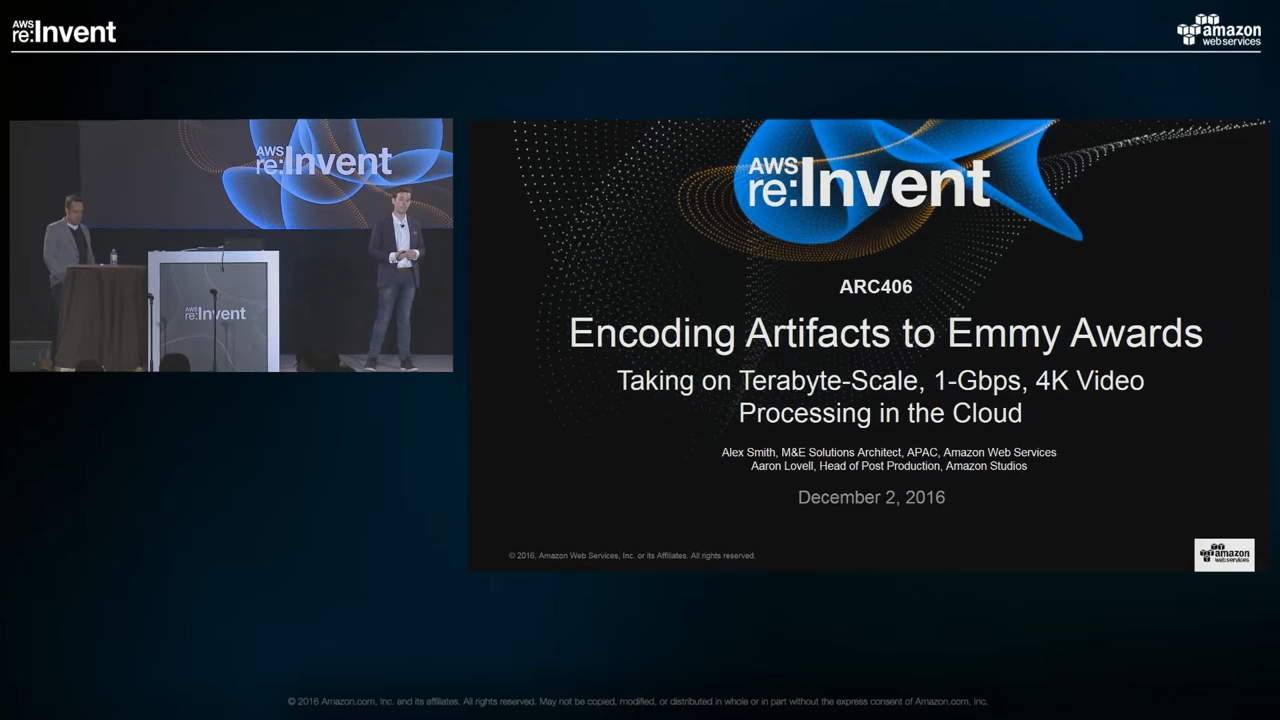 AWS
re:Invent
amazon
web services
AWS
re:Invent
AWS
re:Invent
AWS
re:Invent
ARC406
Encoding Artifacts to Emmy Awards
Taking on Terabyte-Scale, 1-Gbps, 4K Video
Processing in the Cloud
Alex Smith, M&E Solutions Architect, APAC, Amazon Web Services
Aaron Lovell, Head of Post Production, Amazon Studios
December 2, 2016
© 2016, Amazon Web Services, Inc. or its Affiliates. All rights reserved.
amazon
web services
© 2016 Amazon.com, Inc. and its affiliates. All rights reserved. May not be copied, modified, or distributed in whole or in part without the express consent of Amazon.com, Inc.